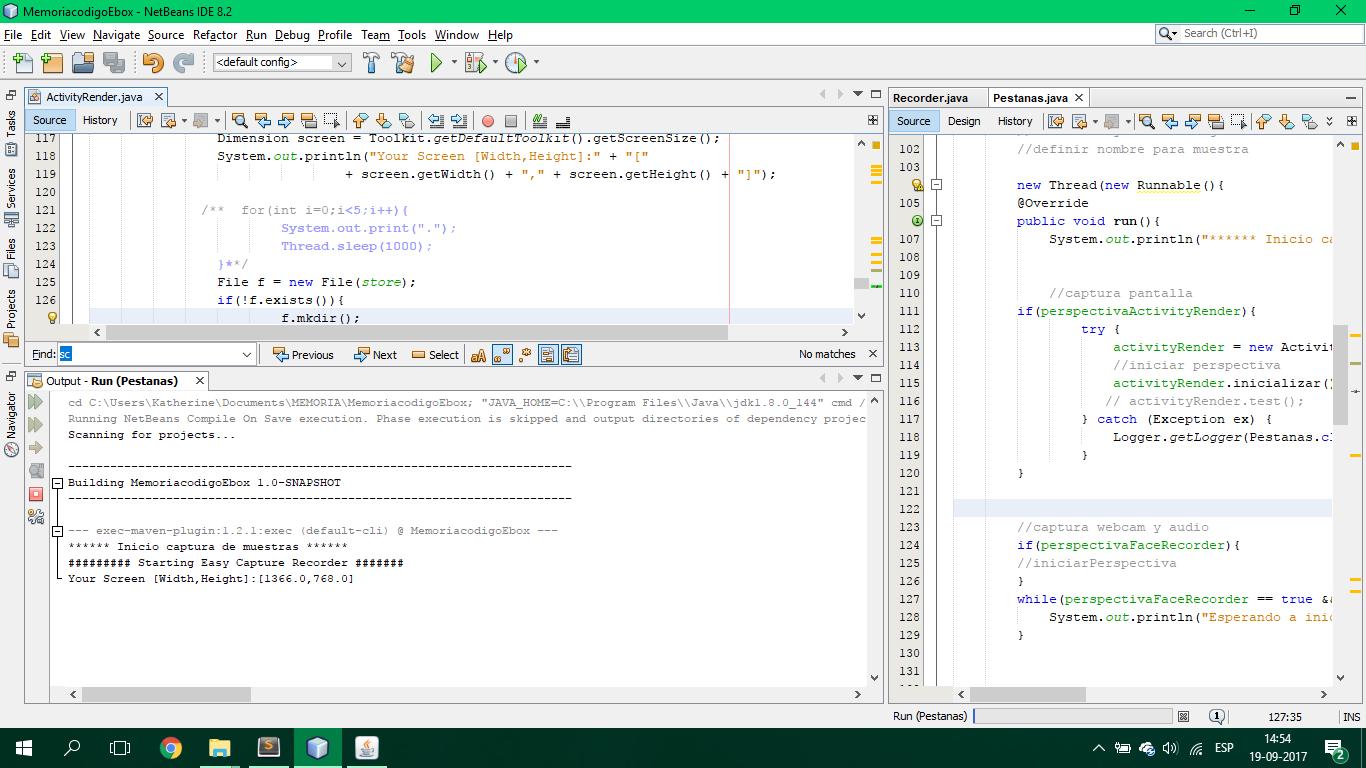 MemoriacodigoEbox - NetBeans IDE 8.2
File Edit View Navigate Source Refactor Run Debug Profile Team Tools Window Help
Search (Ctrl+I)
<default config>
ActivityRender.java
Source History
117 Dimension screen = Toolkit.getDefaultToolkit().getScreenSize();
118 System.out.println("Your Screen [Width,Height]:" + "["
119 + screen.getWidth() + "," + screen.getHeight() + "]");
120
121 /** for(int i=0;i<5;i++){
122 System.out.print(".");
123 Thread.sleep(1000);
124 }**/
125 File f = new File(store);
126 if(!f.exists()){
f.mkdir();
Find: sc
Previous Next Select
No matches
Output - Run (Pestanas)
cd C:\Users\Katherine\Documents\MEMORIA\MemoriacodigoEbox; "JAVA_HOME=C:\\Program Files\\Java\\jdk1.8.0_144" cmd /
Running NetBeans Compile On Save execution. Phase execution is skipped and output directories of dependency projec
Scanning for projects...
------------------------------------------------------------------------
Building MemoriacodigoEbox 1.0-SNAPSHOT
------------------------------------------------------------------------
--- exec-maven-plugin:1.2.1:exec (default-cli) @ MemoriacodigoEbox ---
****** Inicio captura de muestras ******
######### Starting Easy Capture Recorder #######
Your Screen [Width,Height]:[1366.0,768.0]
Tasks
Services
Files
Projects
Navigator
Recorder.java Pestanas.java
Source Design History
102 //definir nombre para muestra
103
new Thread(new Runnable(){
105 @Override
public void run(){
107 System.out.println("****** Inicio ca
108
109
110 //captura pantalla
111 if(perspectivaActivityRender){
112 try {
113 activityRender = new Activit
114 //iniciar perspectiva
115 activityRender.inicializar()
116 // activityRender.test();
117 } catch (Exception ex) {
118 Logger.getLogger(Pestanas.cl
119 }
120 }
121
122
123 //captura webcam y audio
124 if(perspectivaFaceRecorder){
125 //iniciarPerspectiva
126 }
127 while(perspectivaFaceRecorder == true &&
128 System.out.println("Esperando a inic
129 }
130
131
Run (Pestanas)
1
127:35 INS
ESP
14:54
19-09-2017
2